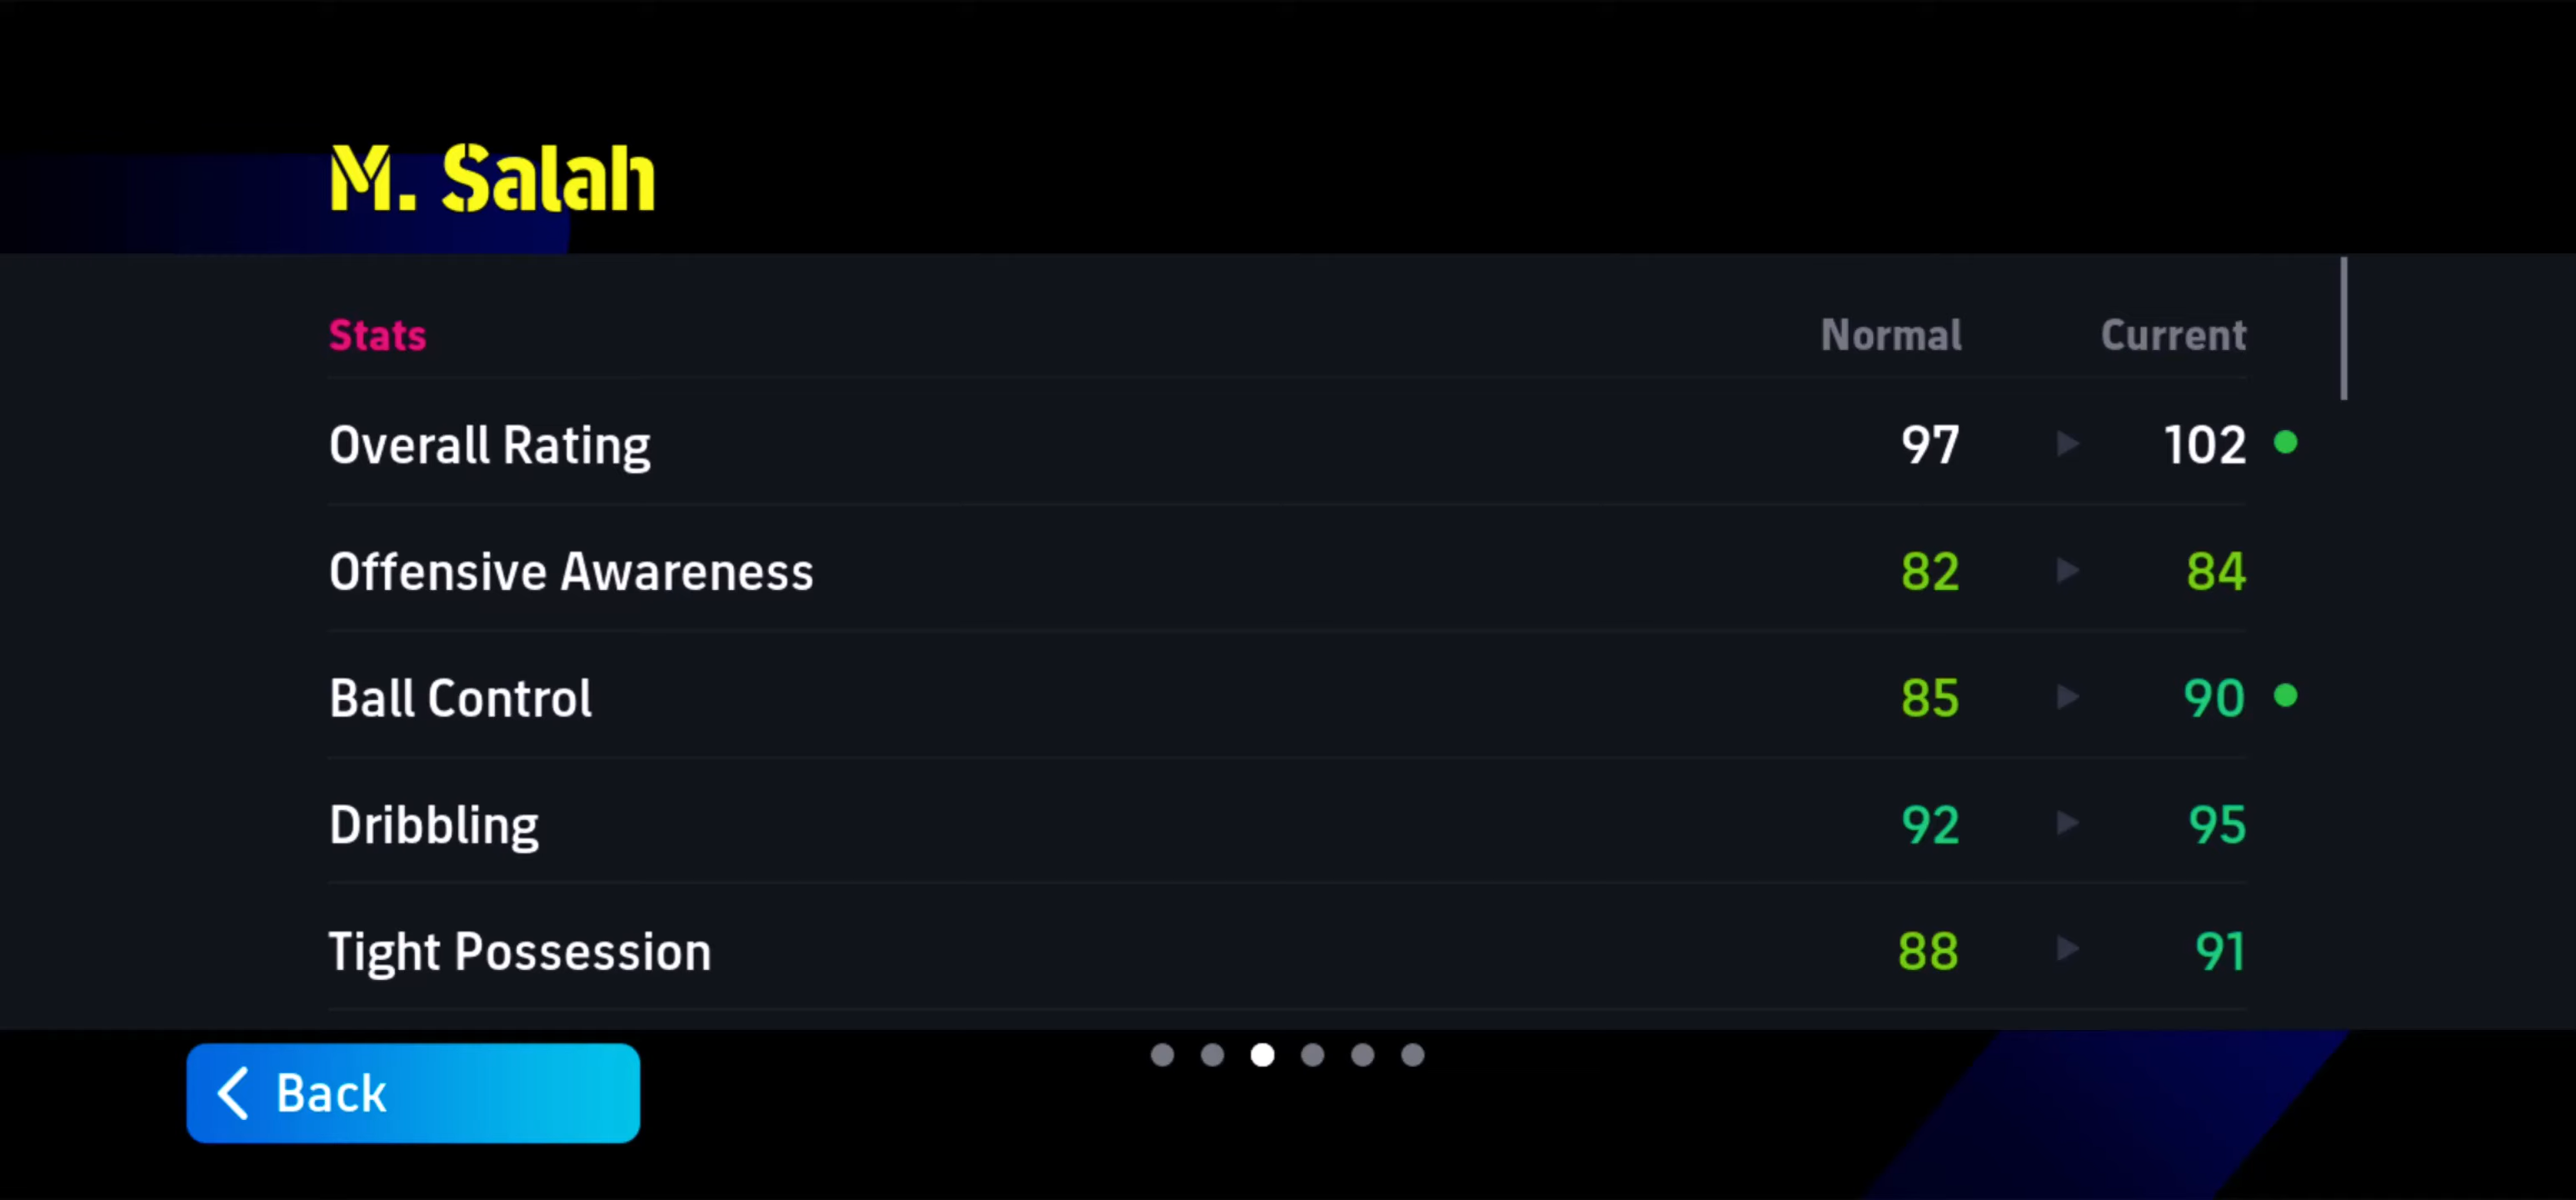 M. Salah
Stats Normal Current
Overall Rating 97 102
Offensive Awareness 82 84
Ball Control 85 90
Dribbling 92 95
Tight Possession 88 91
Back